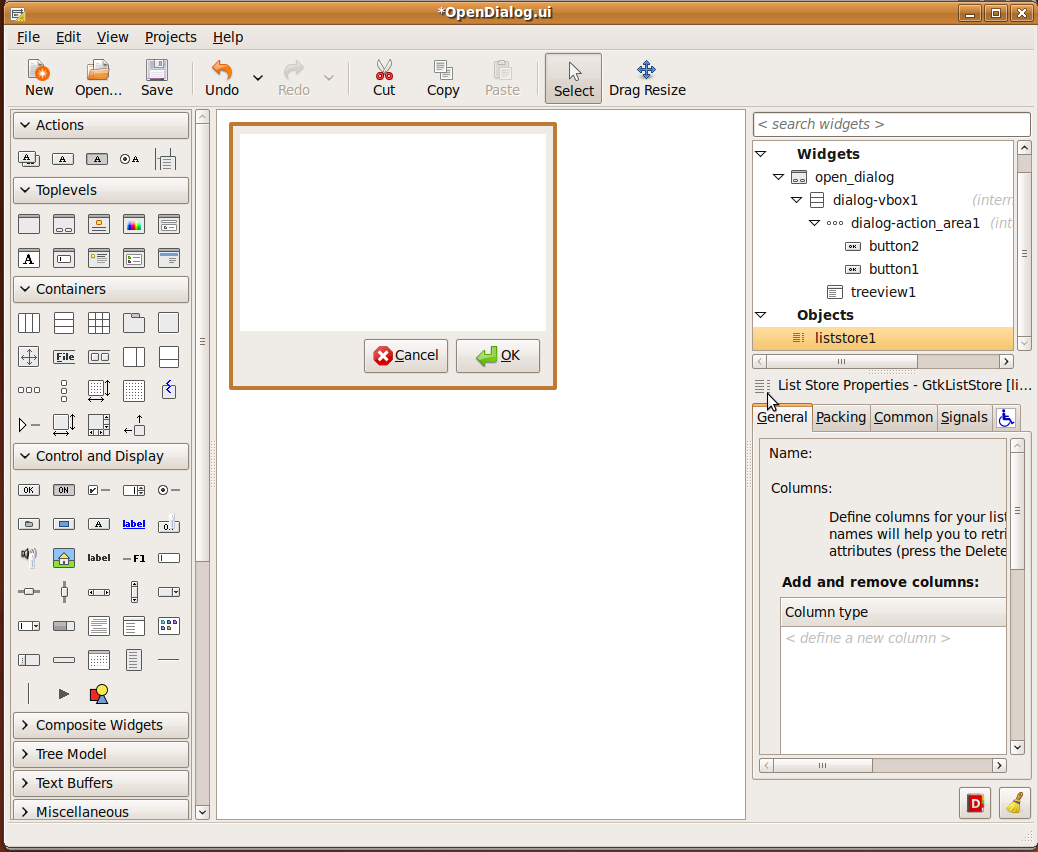 *OpenDialog.ui
File Edit View Projects Help
New Open... Save Undo Redo Cut Copy Paste Select Drag Resize
Actions
Toplevels
Containers
File
Control and Display
OK ON
label
label F1
Composite Widgets
Tree Model
Text Buffers
Miscellaneous
Cancel OK
< search widgets >
Widgets
open_dialog
dialog-vbox1 (intern
dialog-action_area1 (int
button2
button1
treeview1
Objects
liststore1
List Store Properties - GtkListStore [li...
General Packing Common Signals
Name:
Columns:
Define columns for your list
names will help you to retri
attributes (press the Delete
Add and remove columns:
Column type
< define a new column >
D